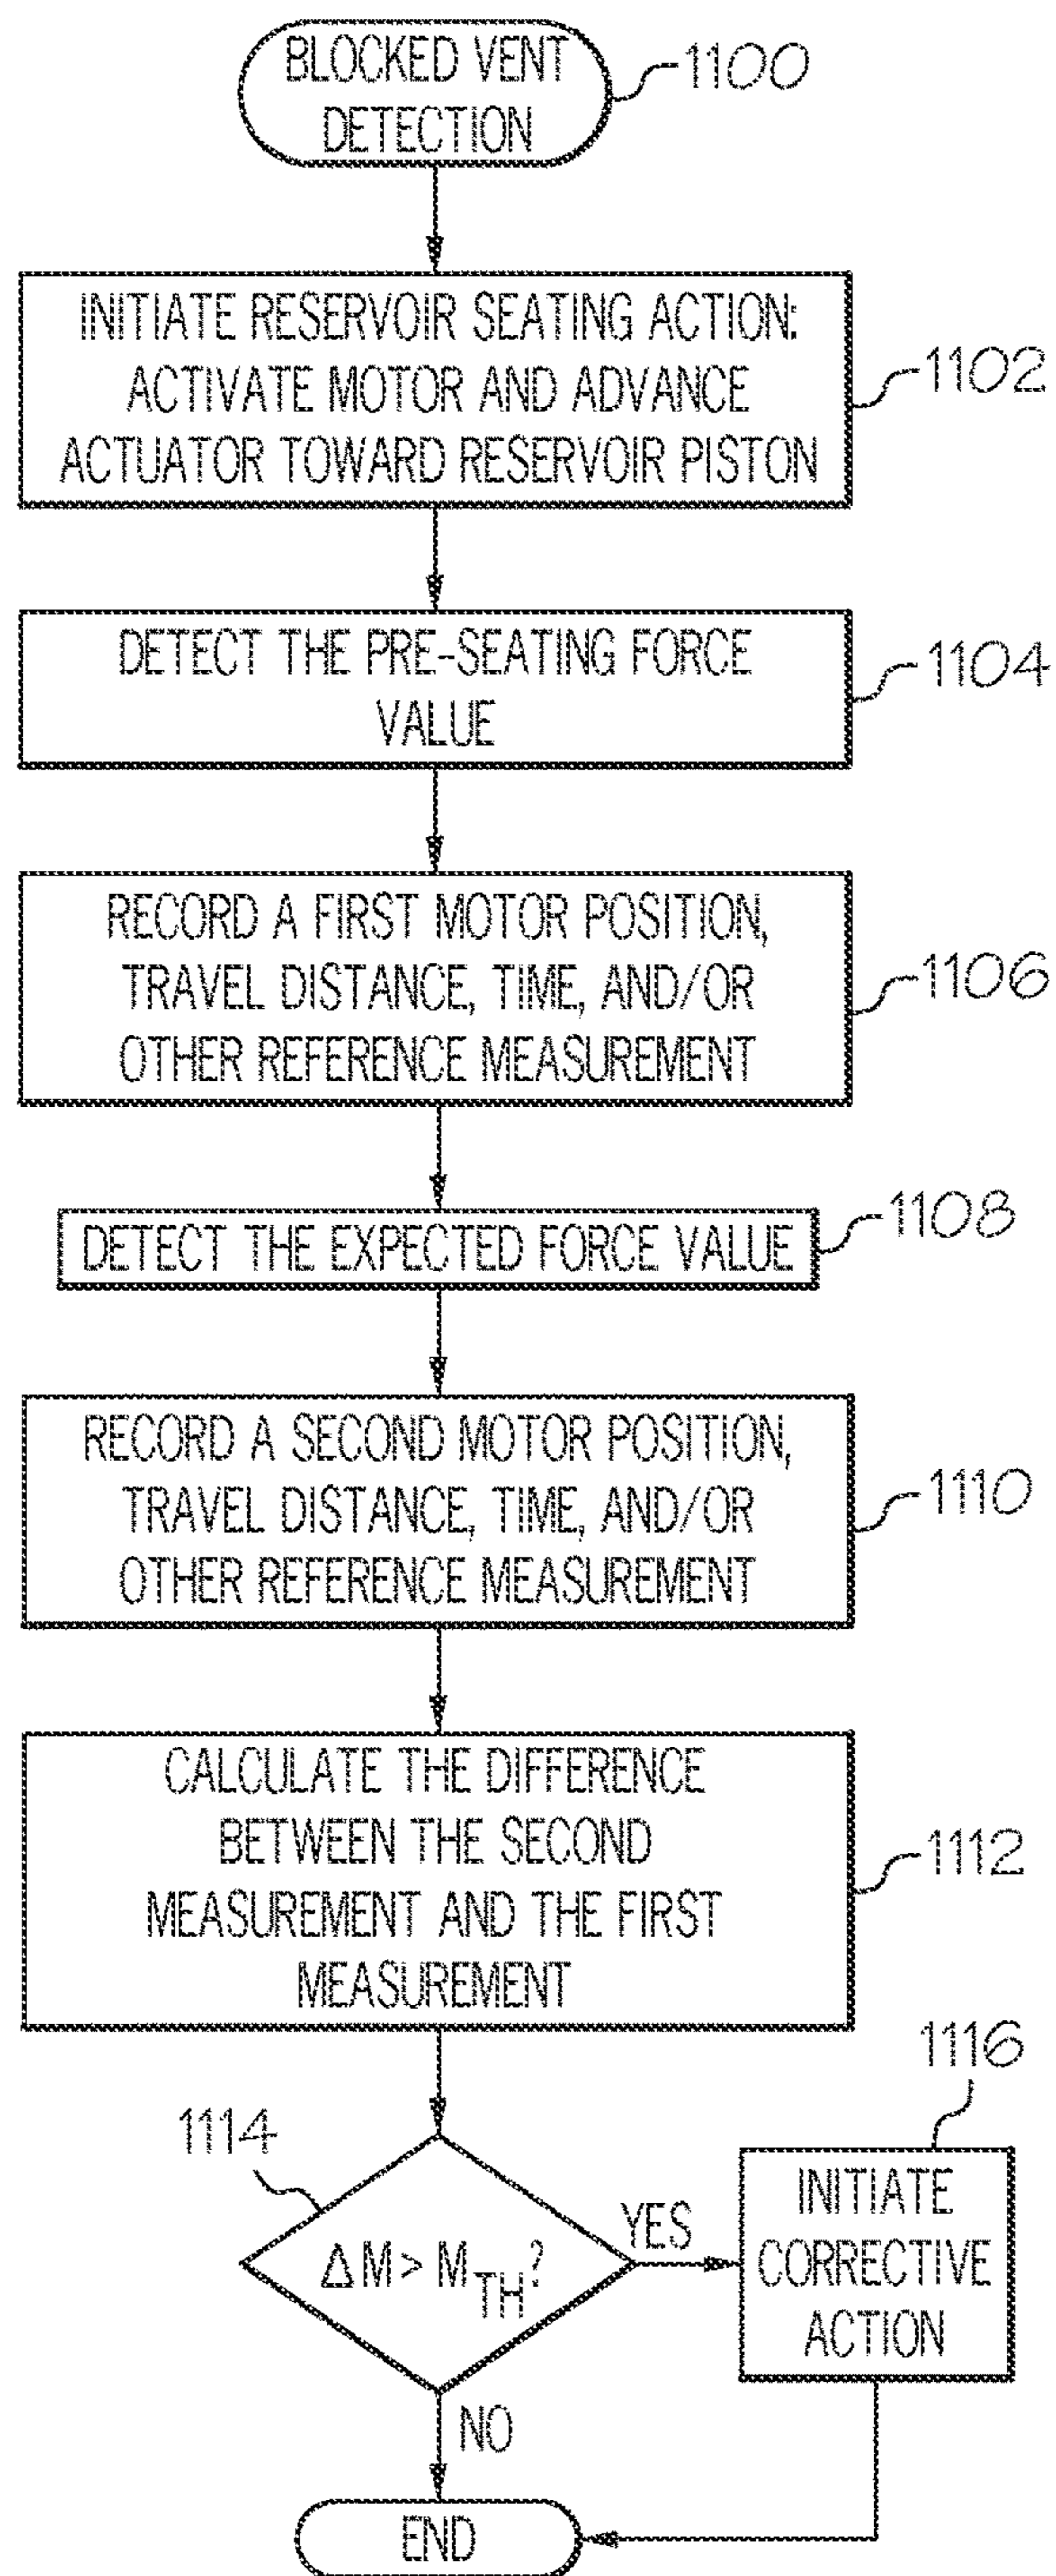 BLOCKED VENT
DETECTION
1100
INITIATE RESERVOIR SEATING ACTION:
ACTIVATE MOTOR AND ADVANCE
ACTUATOR TOWARD RESERVOIR PISTON
1102
DETECT THE PRE-SEATING FORCE
VALUE
1104
RECORD A FIRST MOTOR POSITION,
TRAVEL DISTANCE, TIME, AND/OR
OTHER REFERENCE MEASUREMENT
1106
DETECT THE EXPECTED FORCE VALUE
1108
RECORD A SECOND MOTOR POSITION,
TRAVEL DISTANCE, TIME, AND/OR
OTHER REFERENCE MEASUREMENT
1110
CALCULATE THE DIFFERENCE
BETWEEN THE SECOND
MEASUREMENT AND THE FIRST
MEASUREMENT
1112
1114
ΔM > M_TH?
YES
1116
INITIATE
CORRECTIVE
ACTION
NO
END